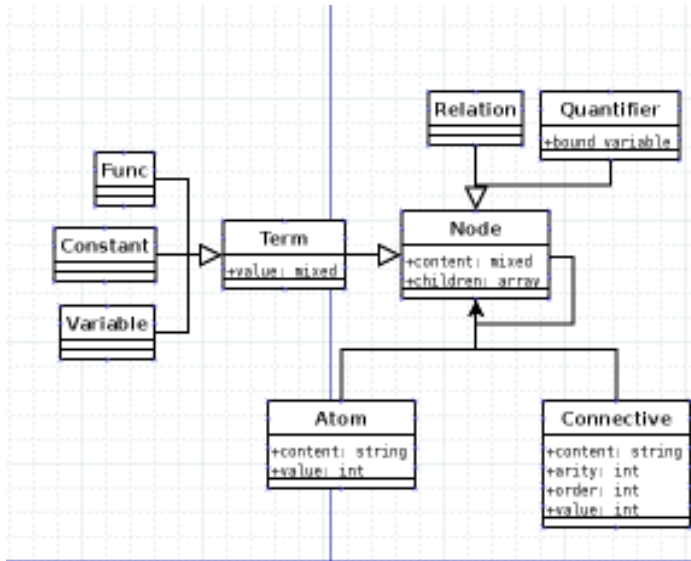 Relation
Quantifier
+bound variable
Func
Constant
Variable
Term
+value: mixed
Node
+content: mixed
+children: array
Atom
+content: string
+value: int
Connective
+content: string
+arity: int
+order: int
+value: int